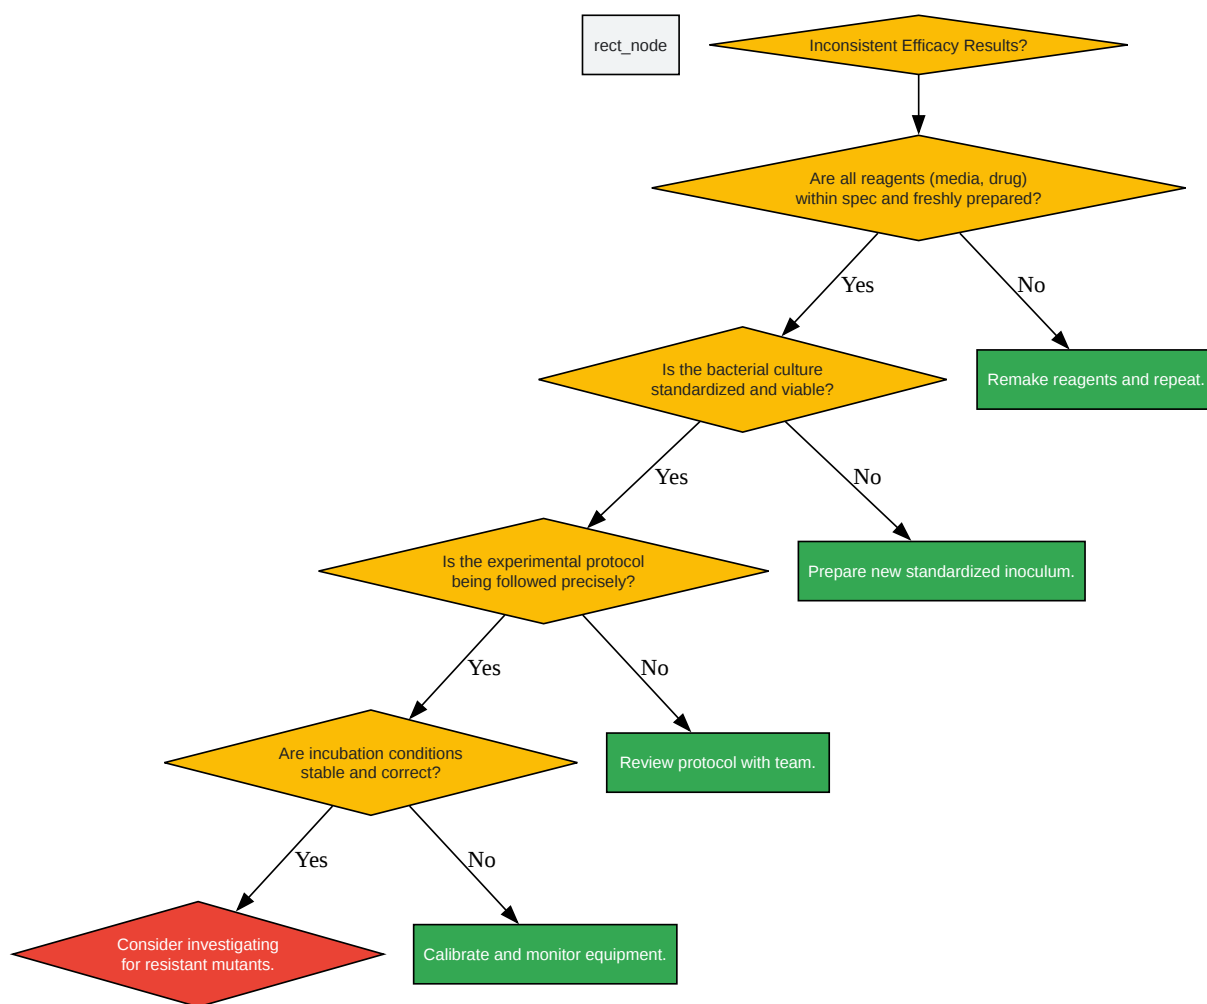 rect_node
Inconsistent Efficacy Results?
Are all reagents (media, drug)
within spec and freshly prepared?
Yes
No
Is the bacterial culture
standardized and viable?
Remake reagents and repeat.
Yes
No
Is the experimental protocol
being followed precisely?
Prepare new standardized inoculum.
Yes
No
Are incubation conditions
stable and correct?
Review protocol with team.
Yes
No
Consider investigating
for resistant mutants.
Calibrate and monitor equipment.